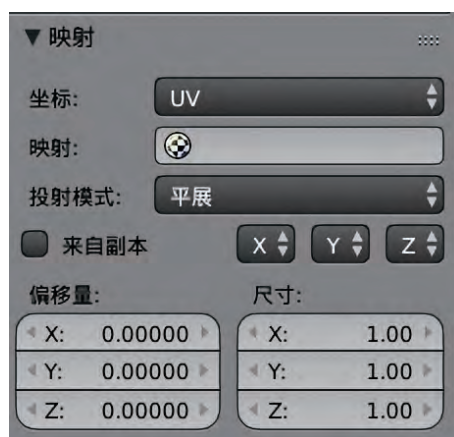 映射
坐标: UV
映射:
投射模式: 平展
来自副本 X Y Z
偏移量: 尺寸:
X: 0.00000 X: 1.00
Y: 0.00000 Y: 1.00
Z: 0.00000 Z: 1.00